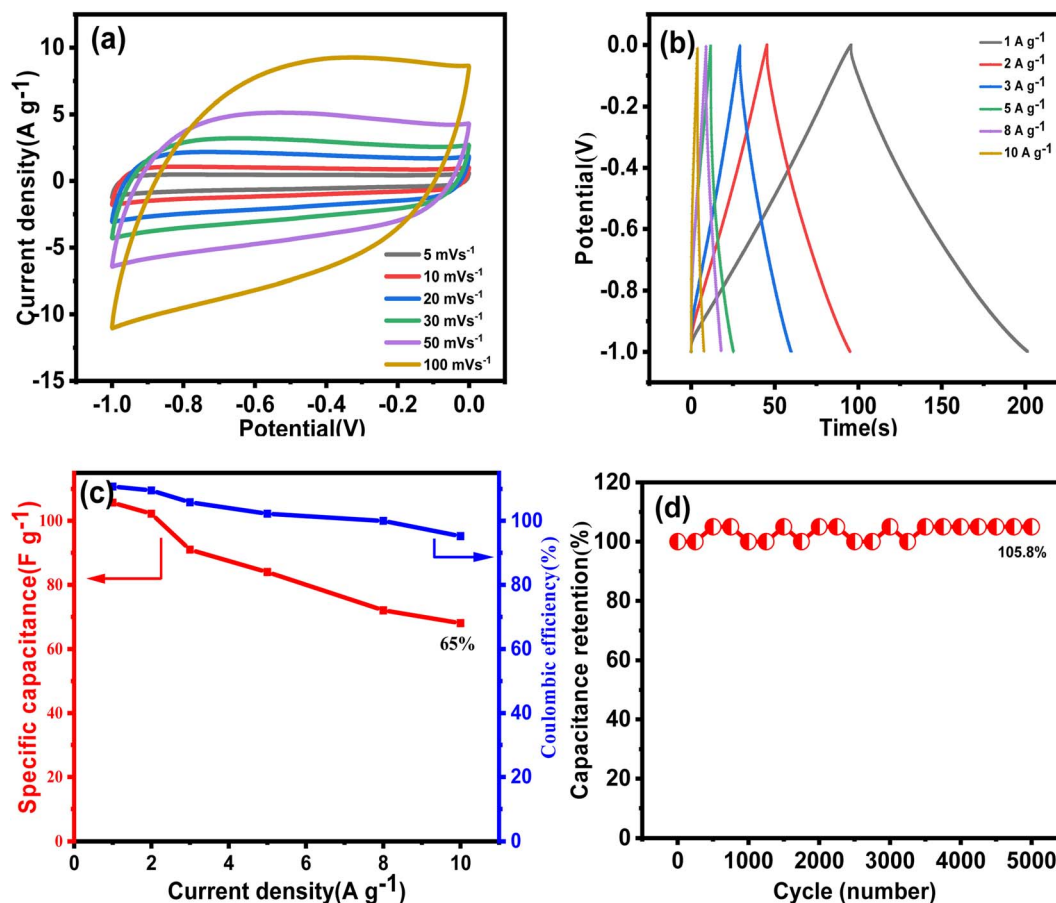 (a)
Current density(A g⁻¹)
10
5
0
-5
-10
-15
5 mVs⁻¹
10 mVs⁻¹
20 mVs⁻¹
30 mVs⁻¹
50 mVs⁻¹
100 mVs⁻¹
-1.0 -0.8 -0.6 -0.4 -0.2 0.0
Potential(V)
(b)
Potential(V)
0.0
-0.2
-0.4
-0.6
-0.8
-1.0
1 A g⁻¹
2 A g⁻¹
3 A g⁻¹
5 A g⁻¹
8 A g⁻¹
10 A g⁻¹
0 50 100 150 200
Time(s)
(c)
Specific capacitance(F g⁻¹)
100
80
60
40
20
0
65%
Coulombic efficiency(%)
100
80
60
40
20
0
0 2 4 6 8 10
Current density(A g⁻¹)
(d)
Capacitance retention(%)
120
100
80
60
40
20
0
105.8%
0 1000 2000 3000 4000 5000
Cycle (number)